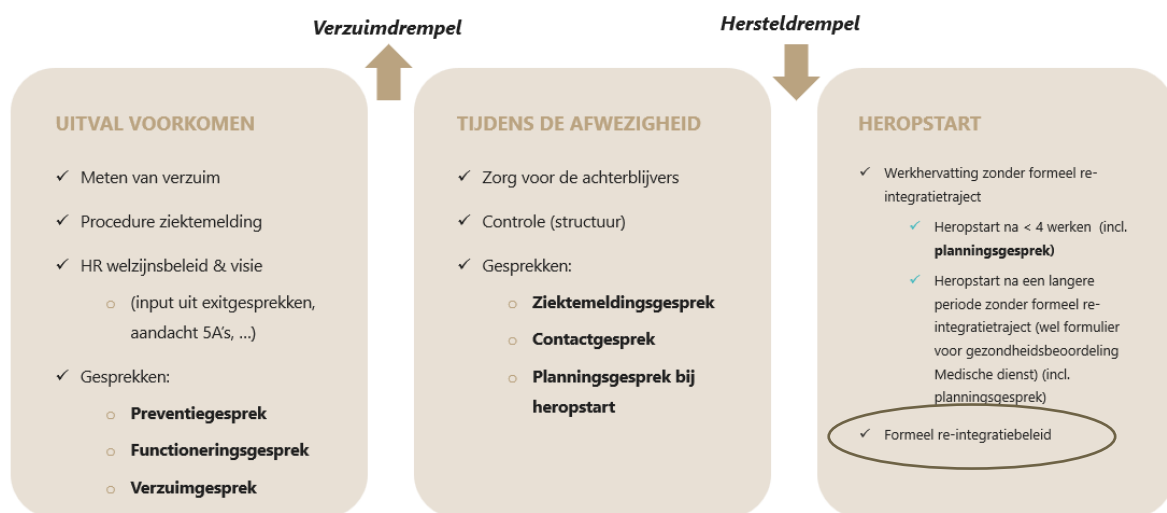 Verzuimdrempel
Hersteldrempel
UITVAL VOORKOMEN
✓ Meten van verzuim
✓ Procedure ziektemelding
✓ HR welzijnsbeleid & visie
o (input uit exitgesprekken,
aandacht 5A's, ...)
✓ Gesprekken:
o Preventiegesprek
o Functioneringsgesprek
o Verzuimgesprek
TIJDENS DE AFWEZIGHEID
✓ Zorg voor de achterblijvers
✓ Controle (structuur)
✓ Gesprekken:
o Ziektemeldingsgesprek
o Contactgesprek
o Planningsgesprek bij
heropstart
HEROPSTART
✓ Werkhervatting zonder formeel re-
integratietraject
✓ Heropstart na < 4 werken (incl.
planningsgesprek)
✓ Heropstart na een langere
periode zonder formeel re-
integratietraject (wel formulier
voor gezondheidsbeoordeling
Medische dienst) (incl.
planningsgesprek)
✓ Formeel re-integratiebeleid